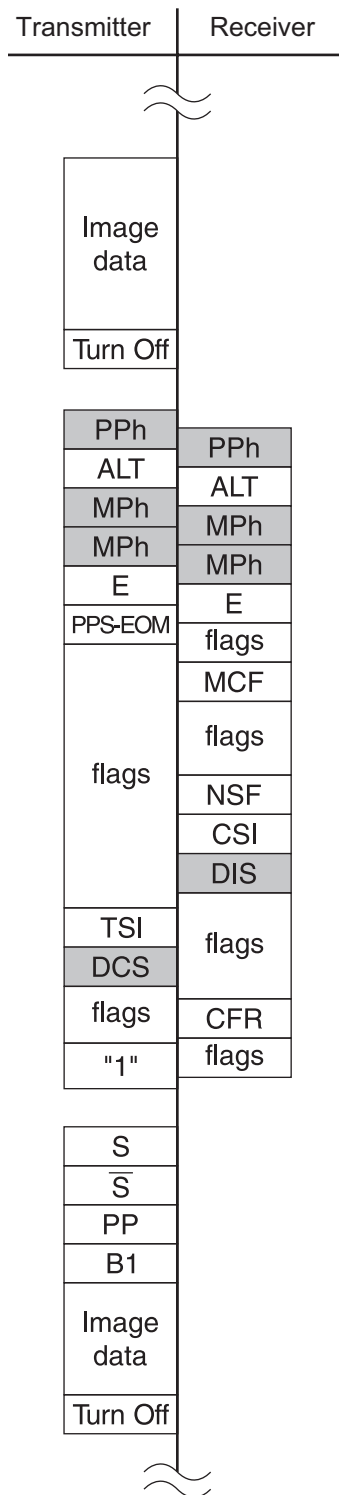 Transmitter Receiver
Image
data
Turn Off
PPh
ALT
MPh
MPh
E
PPS-EOM
flags
TSI
DCS
flags
"1"
PPh
ALT
MPh
MPh
E
flags
MCF
flags
NSF
CSI
DIS
flags
CFR
flags
S
S̅
PP
B1
Image
data
Turn Off